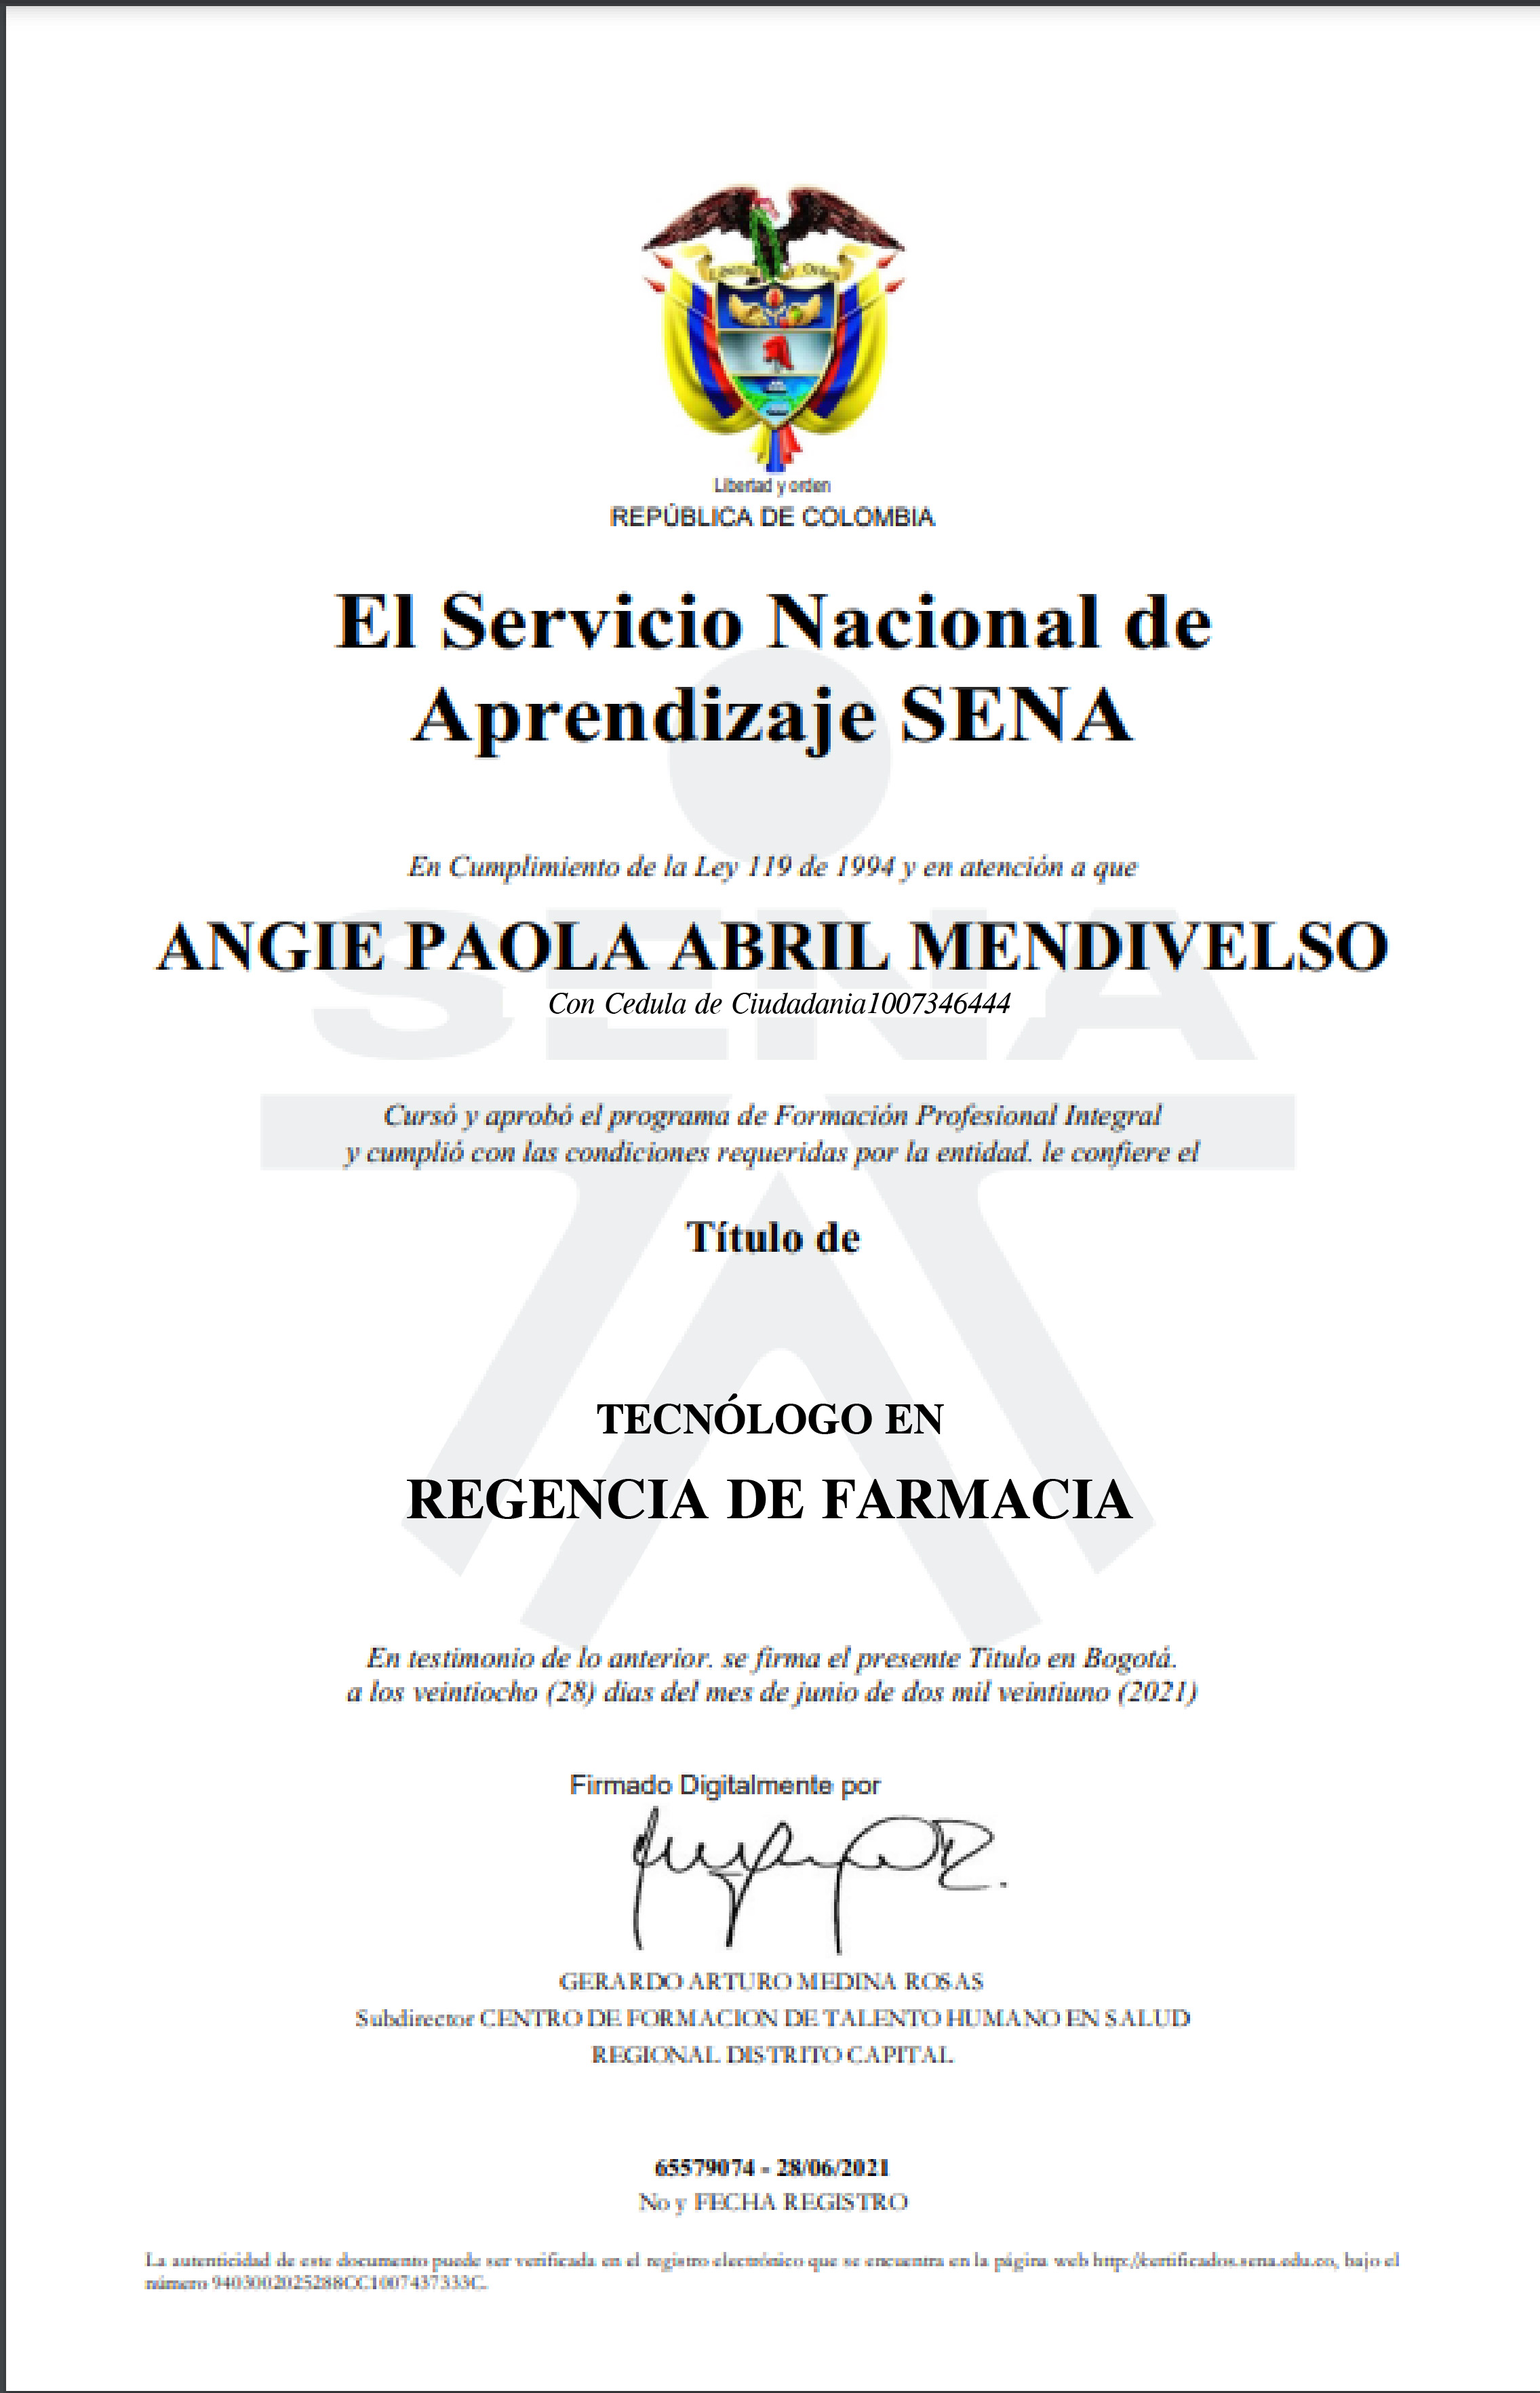 Libertad y Orden
Libertad y orden
REPÚBLICA DE COLOMBIA
El Servicio Nacional de
Aprendizaje SENA
En Cumplimiento de la Ley 119 de 1994 y en atención a que
SENA
ANGIE PAOLA ABRIL MENDIVELSO
Con Cedula de Ciudadania1007346444
Cursó y aprobó el programa de Formación Profesional Integral
y cumplió con las condiciones requeridas por la entidad. le confiere el
Título de
TECNÓLOGO EN
REGENCIA DE FARMACIA
En testimonio de lo anterior. se firma el presente Titulo en Bogotá.
a los veintiocho (28) dias del mes de junio de dos mil veintiuno (2021)
Firmado Digitalmente por
GERARDO ARTURO MEDINA ROSAS
Subdirector CENTRO DE FORMACION DE TALENTO HUMANO EN SALUD
REGIONAL DISTRITO CAPITAL
65579074 - 28/06/2021
No y FECHA REGISTRO
La autenticidad de este documento puede ser verificada en el registro electrónico que se encuentra en la página web http://certificados.sena.edu.co, bajo el
número 9403002025288CC1007437333C.